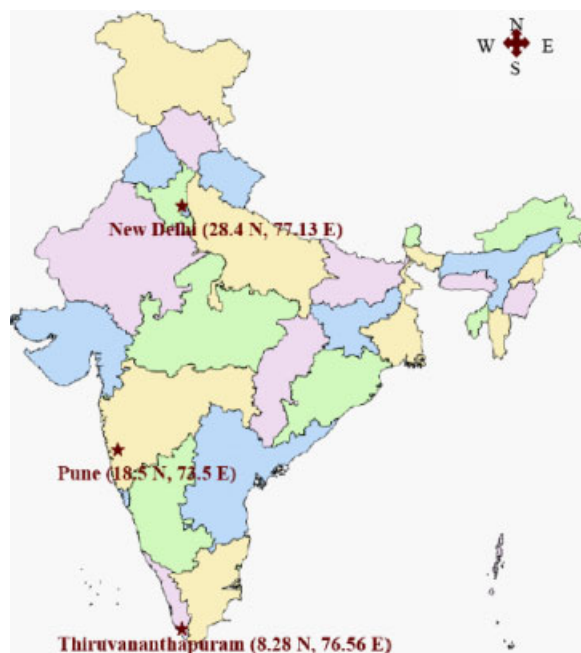 N
W E
S
New Delhi (28.4 N, 77.13 E)
Pune (18.5 N, 73.5 E)
Thiruvananthapuram (8.28 N, 76.56 E)